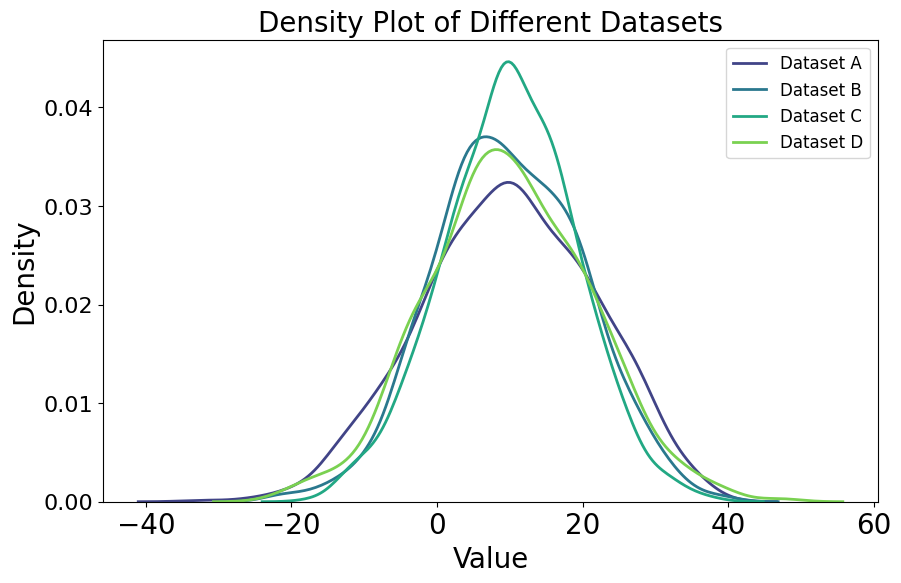 Density Plot of Different Datasets
Dataset A
Dataset B
Dataset C
Dataset D
Density
0.04
0.03
0.02
0.01
0.00
−40 −20 0 20 40 60
Value